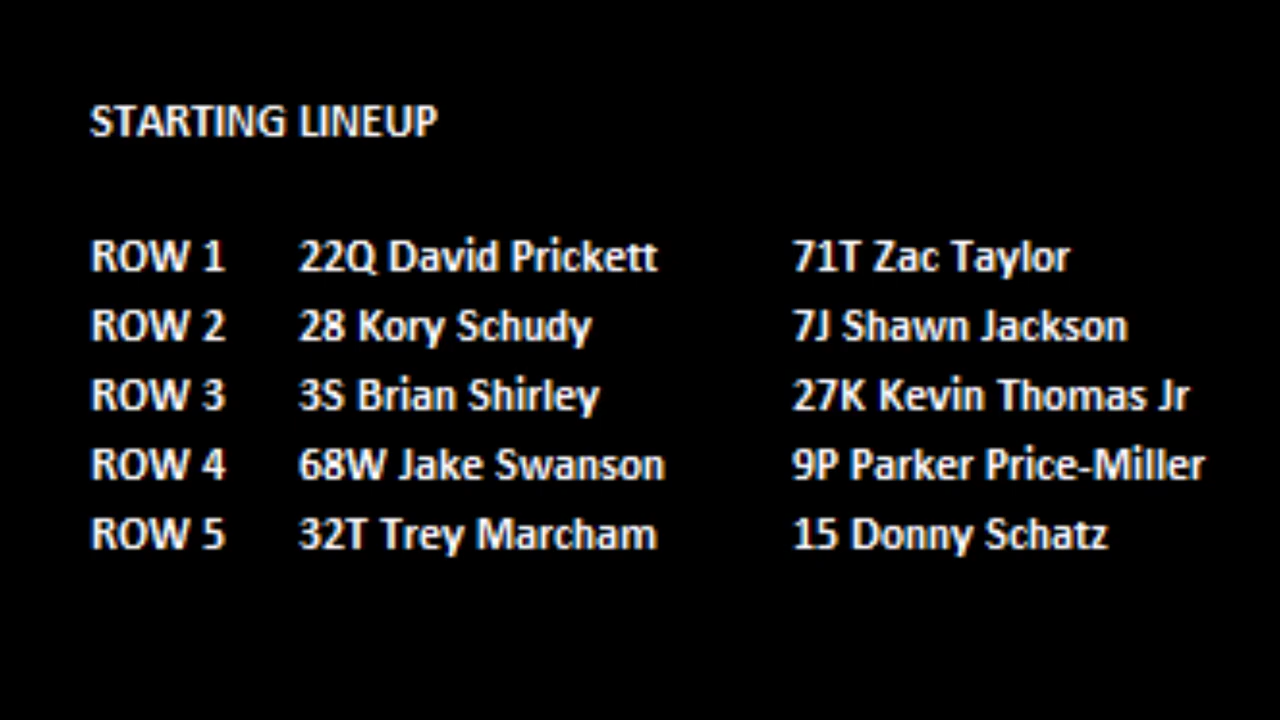 STARTING LINEUP
ROW 1 22Q David Prickett 71T Zac Taylor
ROW 2 28 Kory Schudy 7J Shawn Jackson
ROW 3 3S Brian Shirley 27K Kevin Thomas Jr
ROW 4 68W Jake Swanson 9P Parker Price-Miller
ROW 5 32T Trey Marcham 15 Donny Schatz